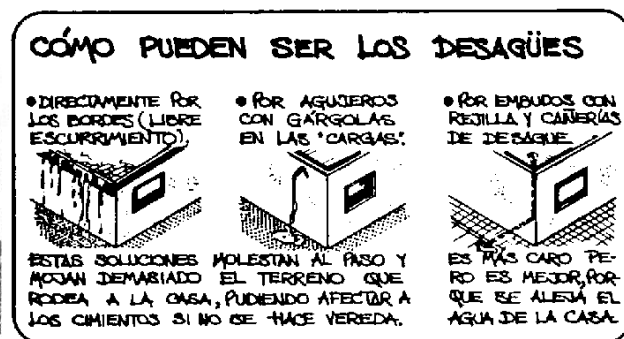 CÓMO PUEDEN SER LOS DESAGÜES
• DIRECTAMENTE POR
LOS BORDES (LIBRE
ESCURRIMIENTO).
• POR AGUJEROS
CON GÁRGOLAS
EN LAS "CARGAS".
• POR EMBUDOS CON
REJILLA Y CAÑERÍAS
DE DESAGUE
ESTAS SOLUCIONES MOLESTAN AL PASO Y
MOJAN DEMASIADO EL TERRENO QUE
RODEA A LA CASA, PUDIENDO AFECTAR A
LOS CIMIENTOS SI NO SE HACE VEREDA.
ES MÁS CARO PE-
RO ES MEJOR, POR-
QUE SE ALEJA EL
AGUA DE LA CASA.